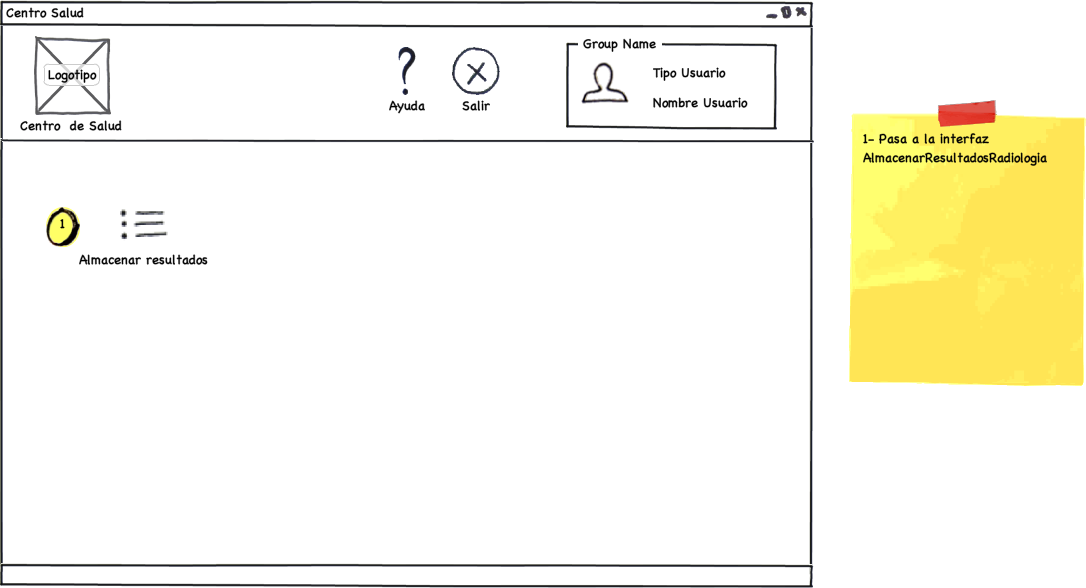 Centro Salud
Logotipo
Centro de Salud
Ayuda
Salir
Group Name
Tipo Usuario
Nombre Usuario
1
Almacenar resultados
1- Pasa a la interfaz
AlmacenarResultadosRadiologia